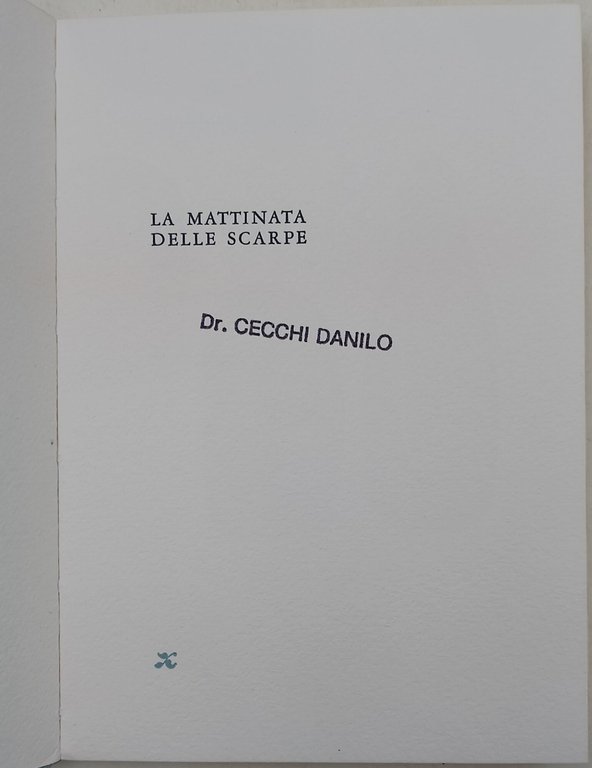 LA MATTINATA
DELLE SCARPE
Dr. CECCHI DANILO